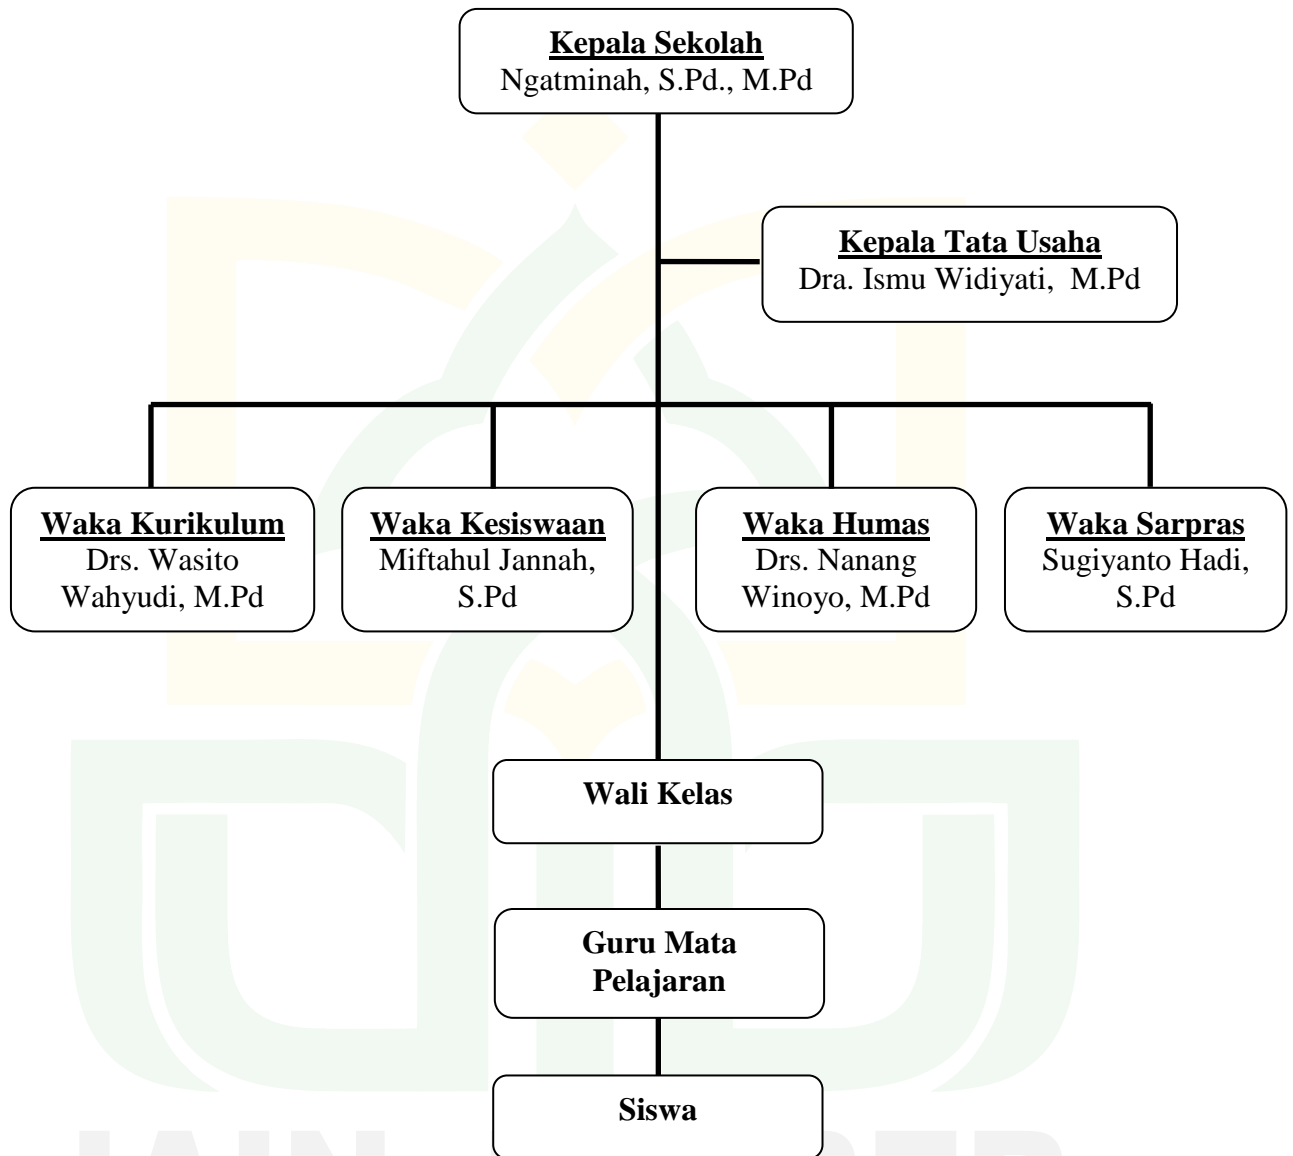 Kepala Sekolah
Ngatminah, S.Pd., M.Pd
Kepala Tata Usaha
Dra. Ismu Widiyati,  M.Pd
Waka Kurikulum
Drs. Wasito
Wahyudi, M.Pd
Waka Kesiswaan
Miftahul Jannah,
S.Pd
Waka Humas
Drs. Nanang
Winoyo, M.Pd
Waka Sarpras
Sugiyanto Hadi,
S.Pd
Wali Kelas
Guru Mata
Pelajaran
Siswa